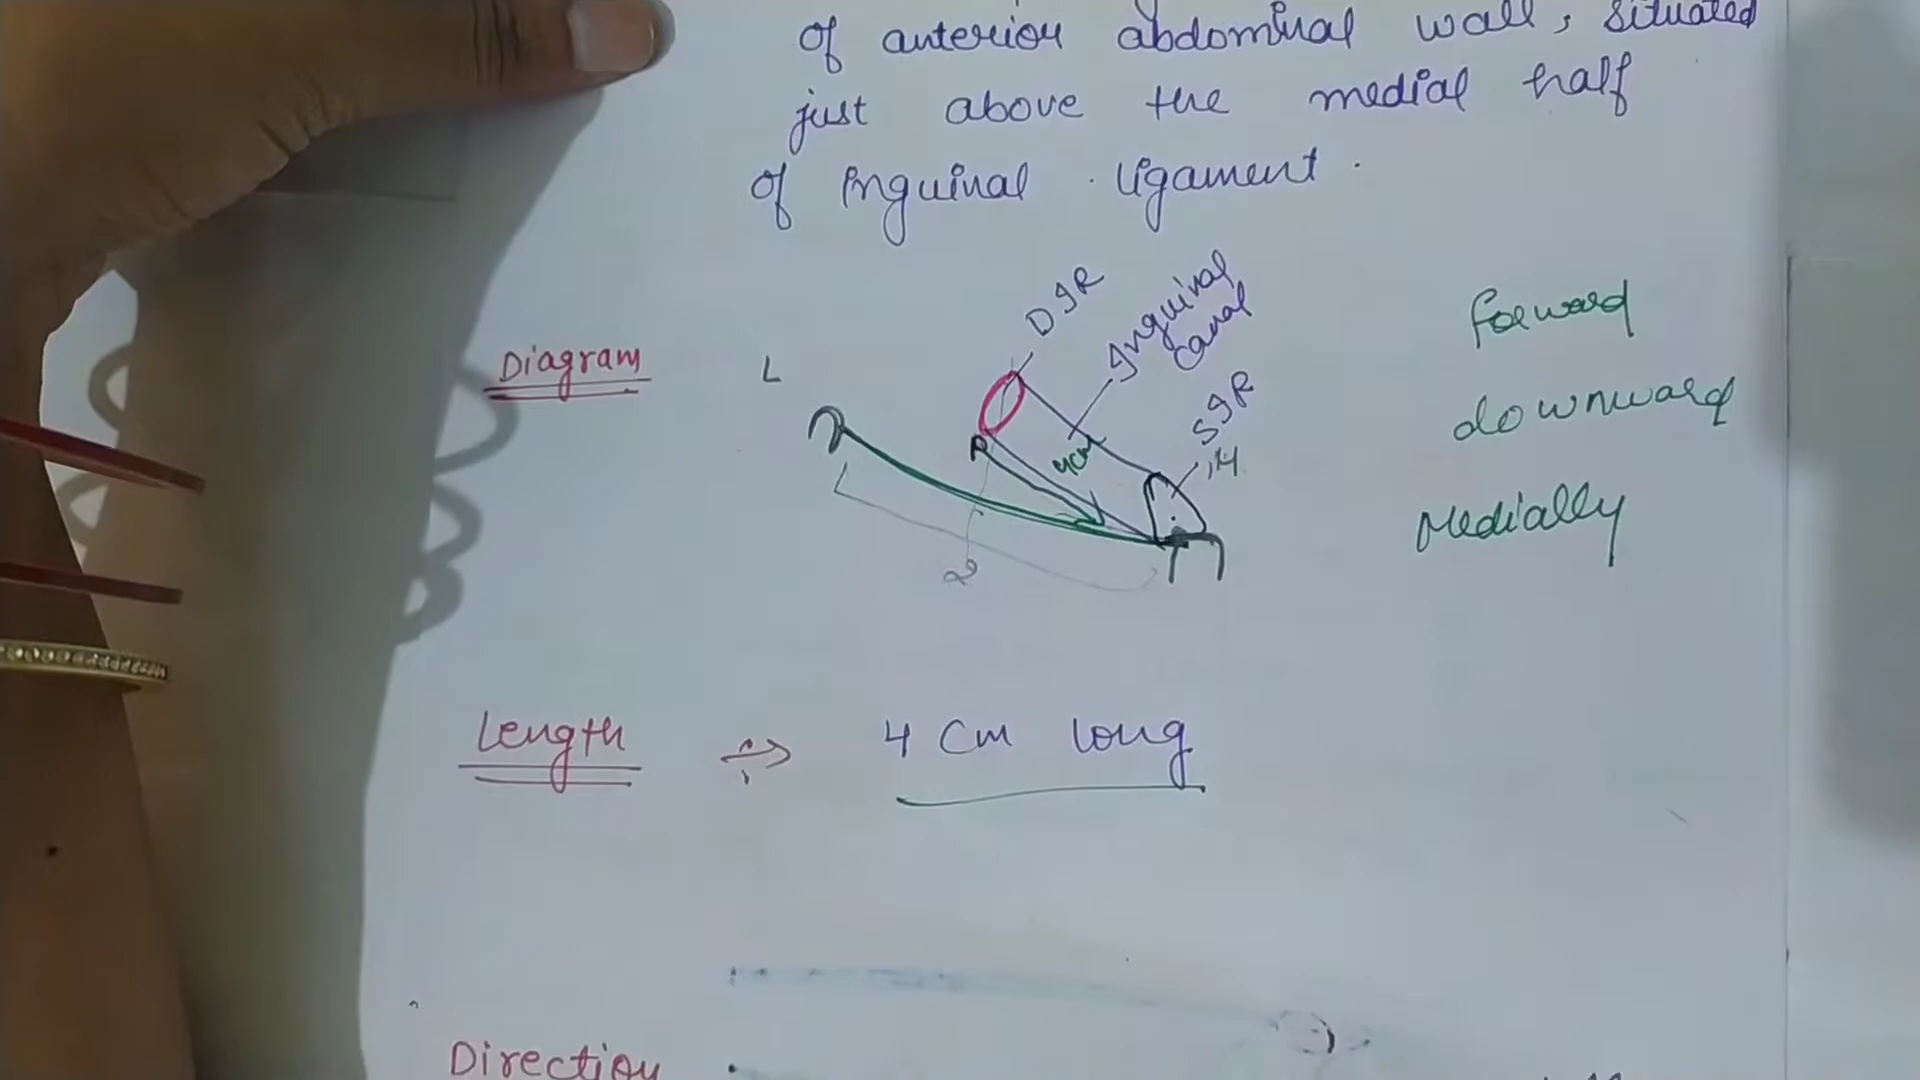 of anterior abdominal wall, situated
just above the medial half
of inguinal ligament.
DIR
Inguinal
canal
SIR
Diagram
L
4cm
forward
downward
Medially
Length ⇒ 4 cm long
Direction